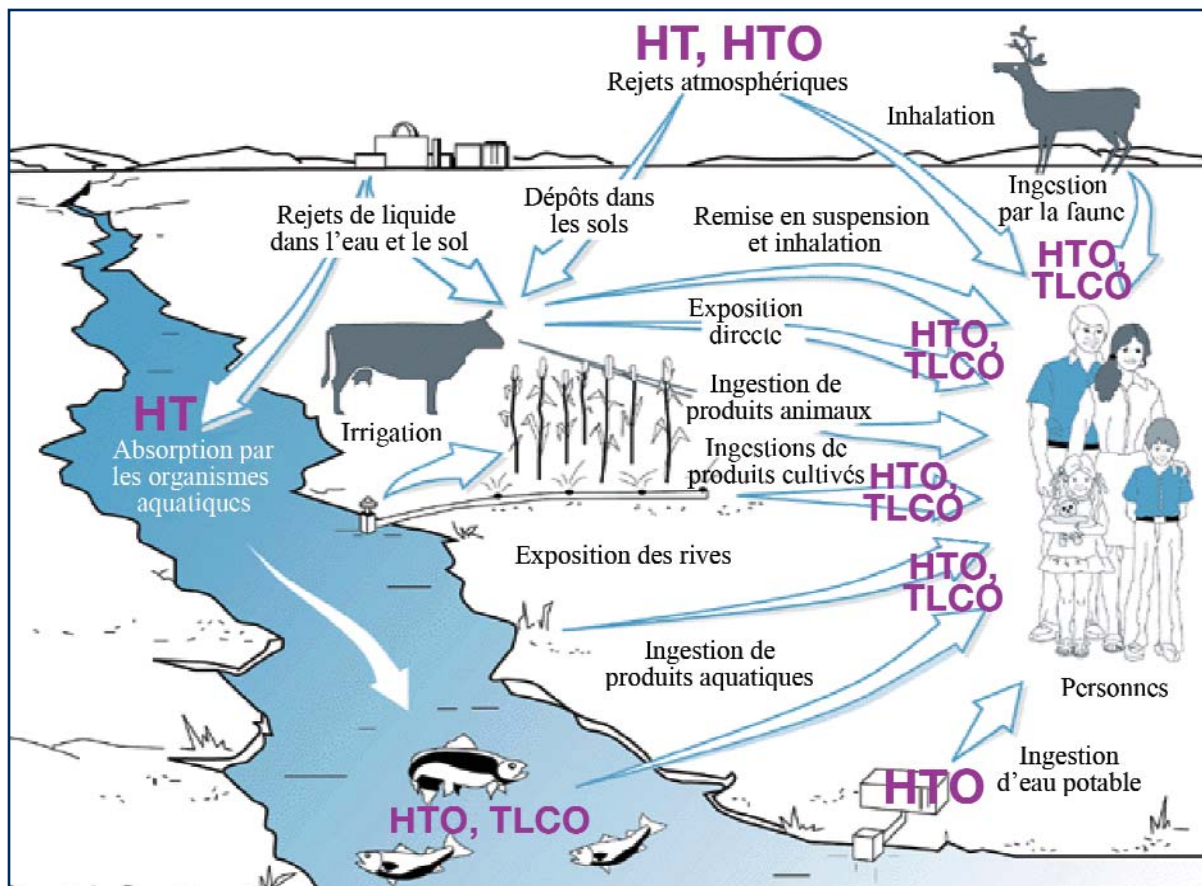 HT, HTO
Rejets atmosphériques
Inhalation
Ingestion
par la faune
Rejets de liquide
dans l'eau et le sol
Dépôts dans
les sols
Remise en suspension
et inhalation
HTO,
TLCO
Exposition
directe
HTO,
TLCO
HT
Absorption par
les organismes
aquatiques
Irrigation
Ingestion de
produits animaux
Ingestions de
produits cultivés
HTO,
TLCO
Exposition des rives
HTO,
TLCO
Ingestion de
produits aquatiques
Personnes
HTO
Ingestion
d'eau potable
HTO, TLCO